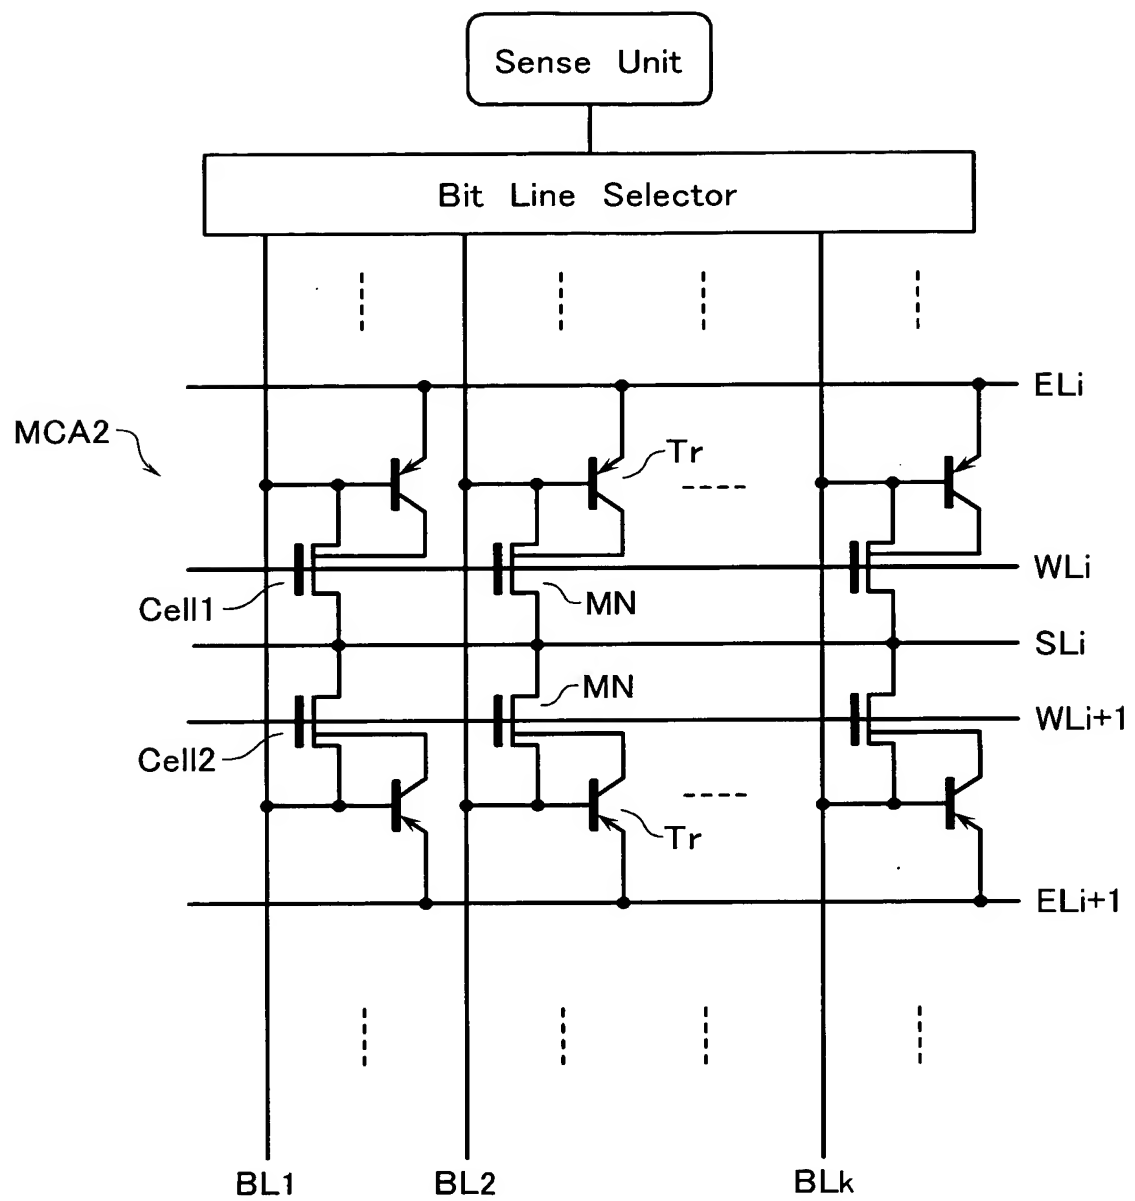 Sense Unit
Bit Line Selector
ELi
MCA2
Tr
WLi
Cell1
MN
SLi
MN
WLi+1
Cell2
Tr
ELi+1
BL1
BL2
BLk